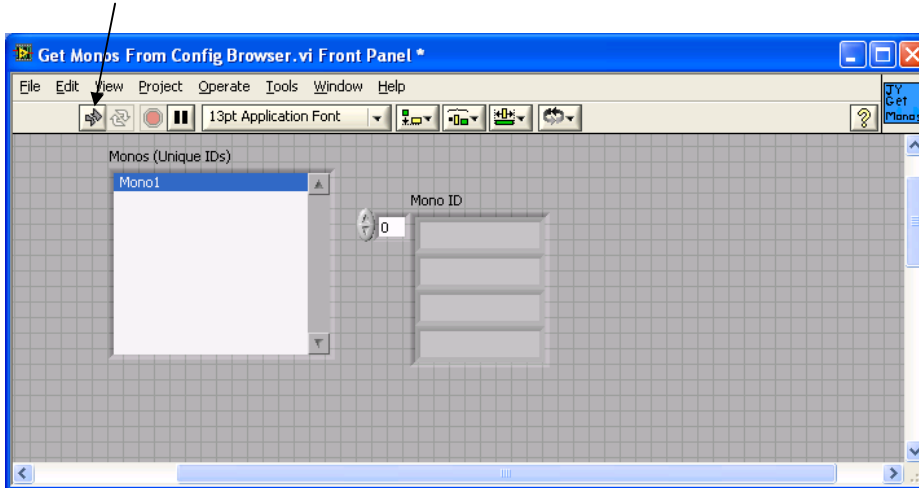 Get Monos From Config Browser.vi Front Panel *
File Edit View Project Operate Tools Window Help
JY
Get
Monos
13pt Application Font
Monos (Unique IDs)
Mono1
Mono ID
0